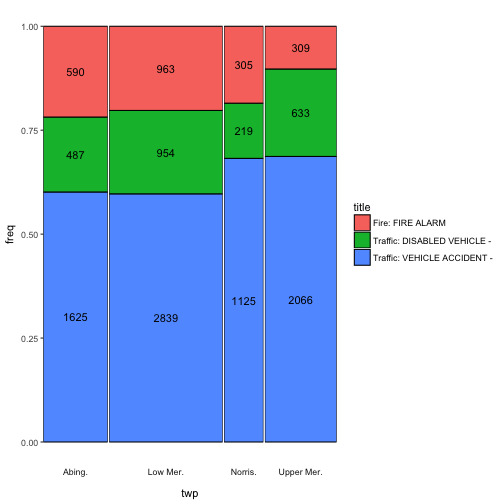 1.00
0.75
0.50
0.25
0.00
freq
590
963
305
309
487
954
219
633
1625
2839
1125
2066
Abing.
Low Mer.
Norris.
Upper Mer.
twp
title
Fire: FIRE ALARM
Traffic: DISABLED VEHICLE -
Traffic: VEHICLE ACCIDENT -